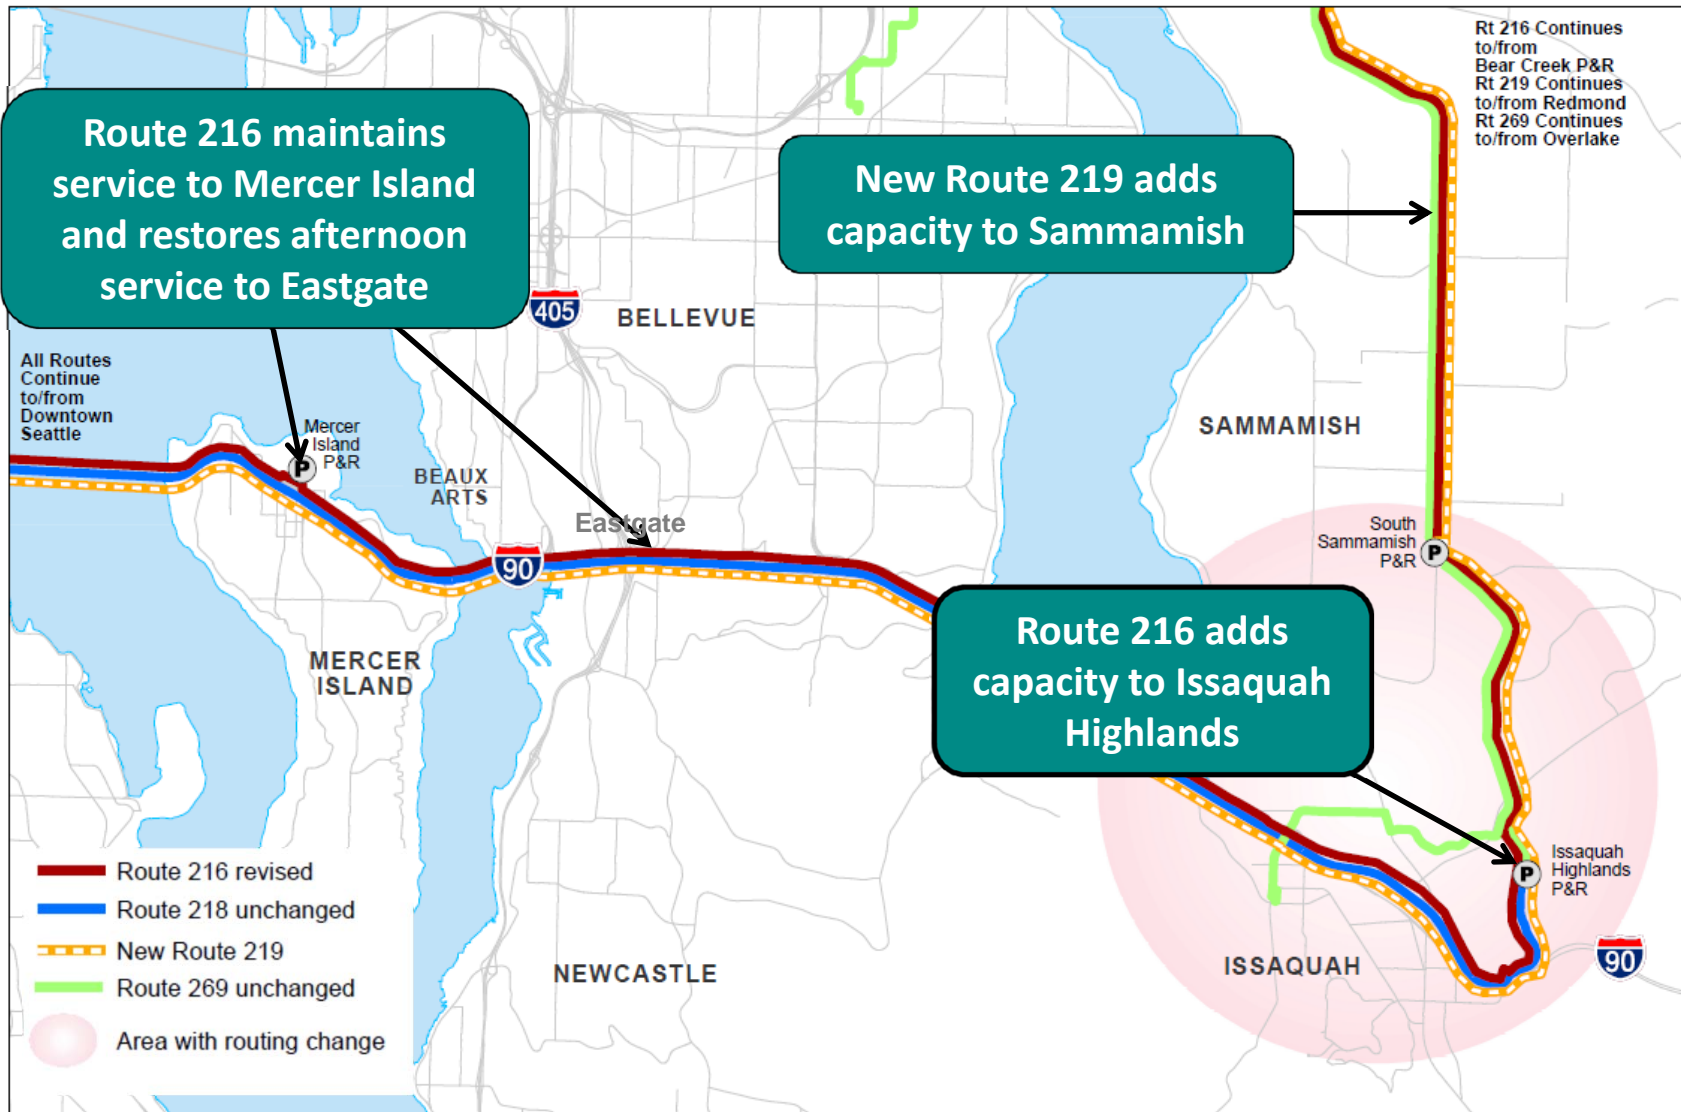 Rt 216 Continues
to/from
Bear Creek P&R
Rt 219 Continues
to/from Redmond
Rt 269 Continues
to/from Overlake
Route 216 maintains
service to Mercer Island
and restores afternoon
service to Eastgate
New Route 219 adds
capacity to Sammamish
405
BELLEVUE
All Routes
Continue
to/from
Downtown
Seattle
Mercer
Island
P&R
P
BEAUX
ARTS
SAMMAMISH
Eastgate
90
South
Sammamish
P&R
P
MERCER
ISLAND
Route 216 adds
capacity to Issaquah
Highlands
Issaquah
Highlands
P&R
P
ISSAQUAH
90
NEWCASTLE
Route 216 revised
Route 218 unchanged
New Route 219
Route 269 unchanged
Area with routing change